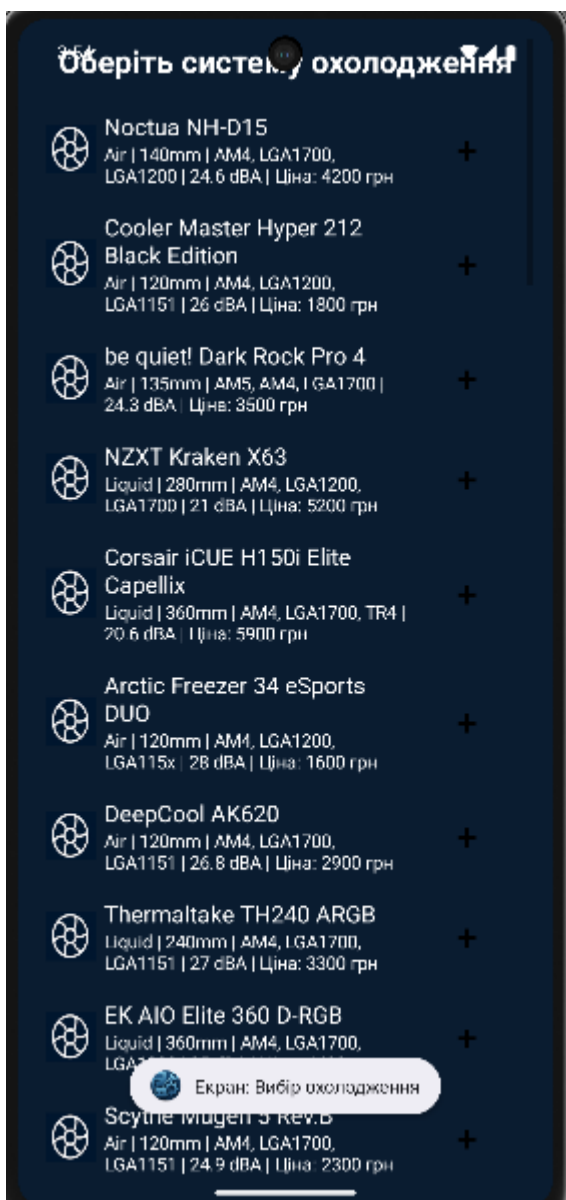 Оберіть систему охолодження
Noctua NH-D15
Air | 140mm | AM4, LGA1700,
LGA1200 | 24.6 dBA | Ціна: 4200 грн
Cooler Master Hyper 212
Black Edition
Air | 120mm | AM4, LGA1200,
LGA1151 | 26 dBA | Ціна: 1800 грн
be quiet! Dark Rock Pro 4
Air | 135mm | AM5, AM4, LGA1700 |
24.3 dBA | Ціна: 3500 грн
NZXT Kraken X63
Liquid | 280mm | AM4, LGA1200,
LGA1700 | 21 dBA | Ціна: 5200 грн
Corsair iCUE H150i Elite
Capellix
Liquid | 360mm | AM4, LGA1700, TR4 |
20.6 dBA | Ціна: 5900 грн
Arctic Freezer 34 eSports
DUO
Air | 120mm | AM4, LGA1200,
LGA115x | 28 dBA | Ціна: 1600 грн
DeepCool AK620
Air | 120mm | AM4, LGA1700,
LGA1151 | 26.8 dBA | Ціна: 2900 грн
Thermaltake TH240 ARGB
Liquid | 240mm | AM4, LGA1700,
LGA1151 | 27 dBA | Ціна: 3300 грн
EK AIO Elite 360 D-RGB
Liquid | 360mm | AM4, LGA1700,
Екран: Вибір охолодження
Scythe Mugen 5 Rev.B
Air | 120mm | AM4, LGA1700,
LGA1151 | 24.9 dBA | Ціна: 2300 грн